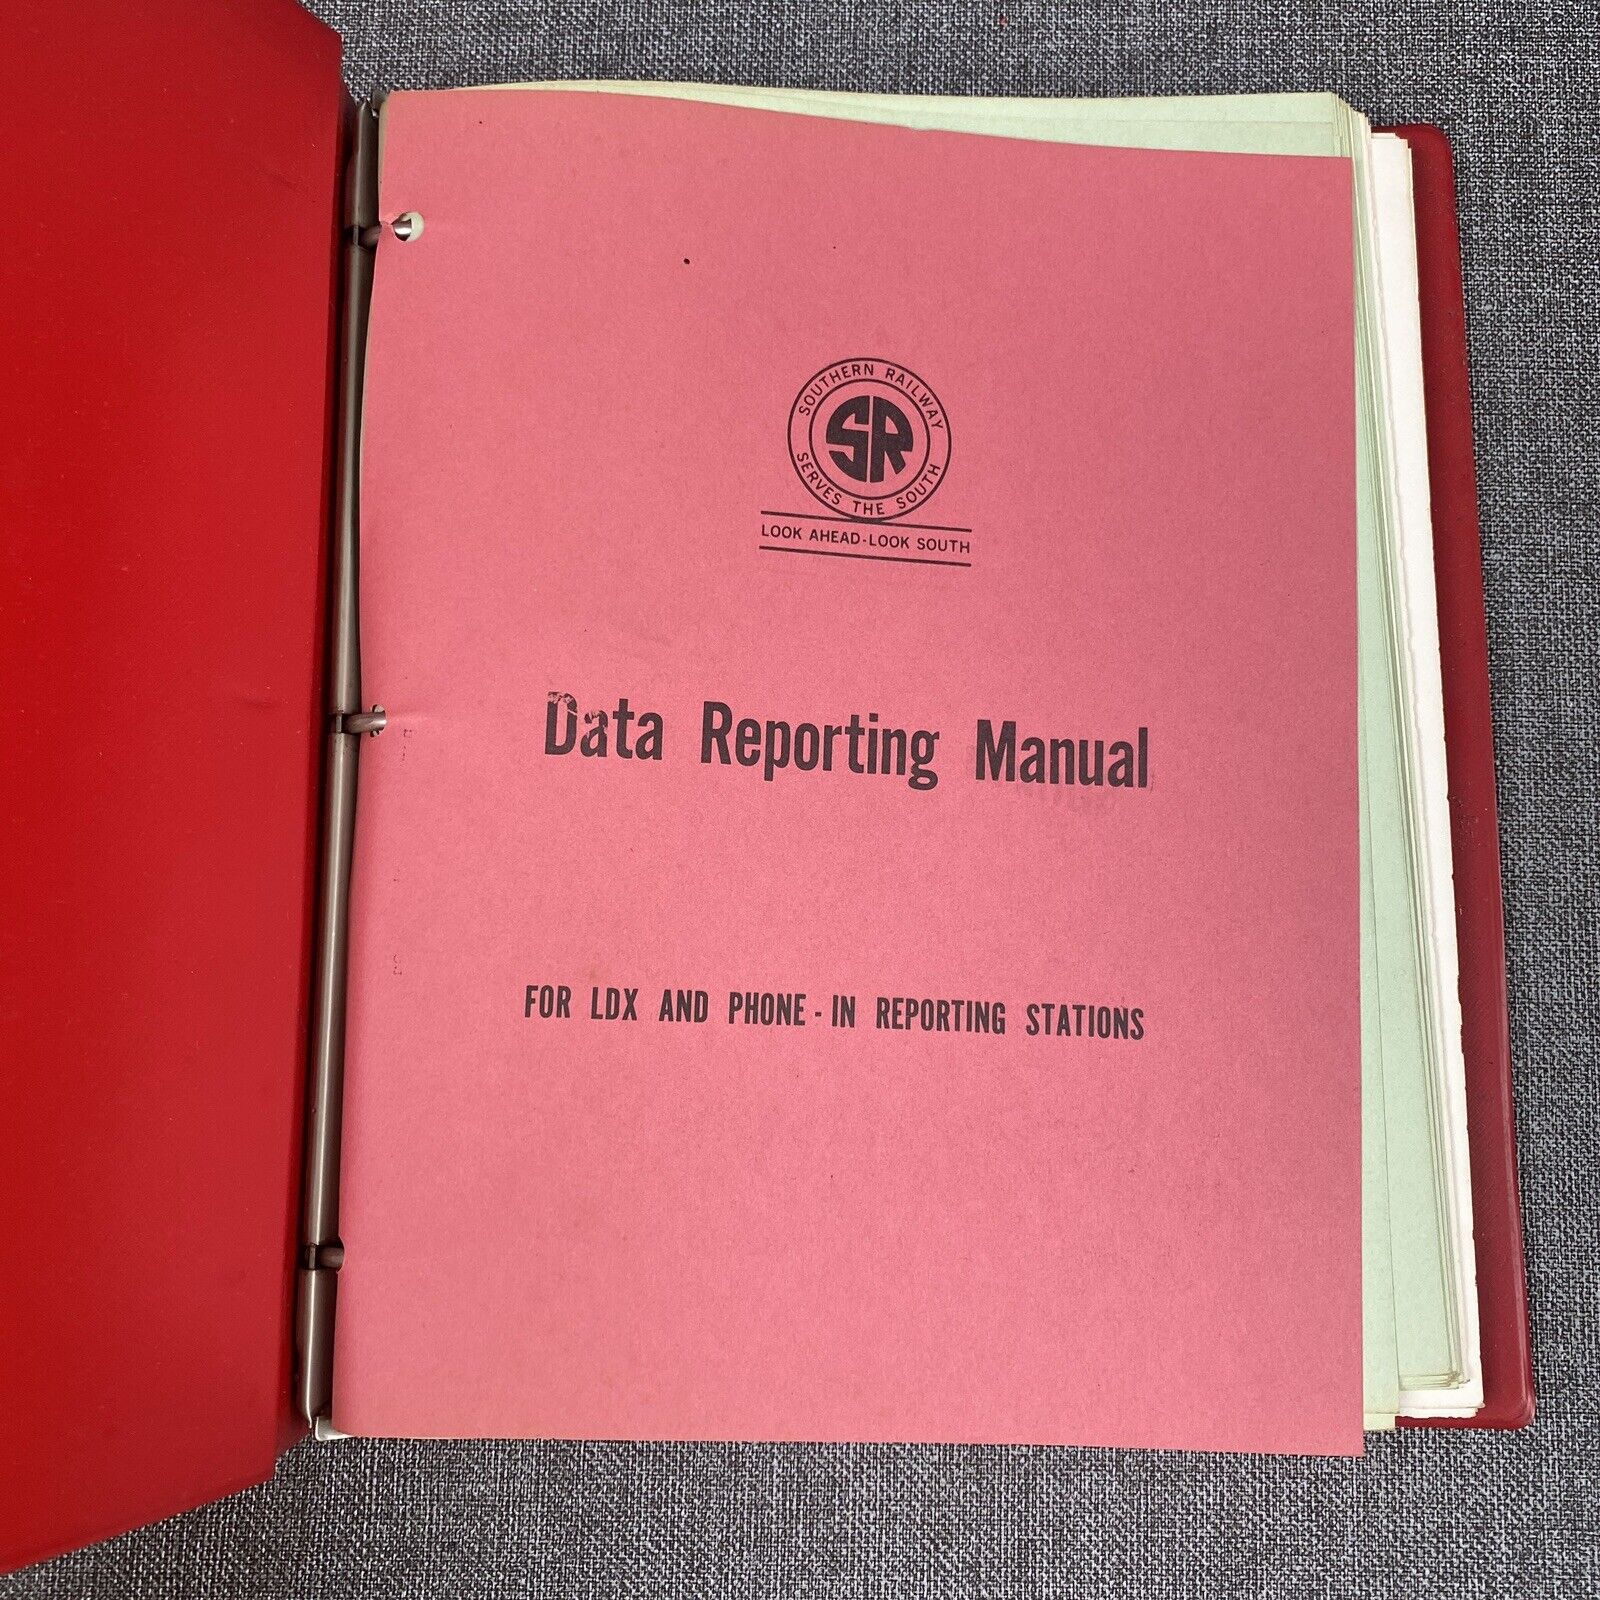 SOUTHERN RAILWAY
SR
SERVES THE SOUTH
LOOK AHEAD-LOOK SOUTH
Data Reporting Manual
FOR LDX AND PHONE-IN REPORTING STATIONS